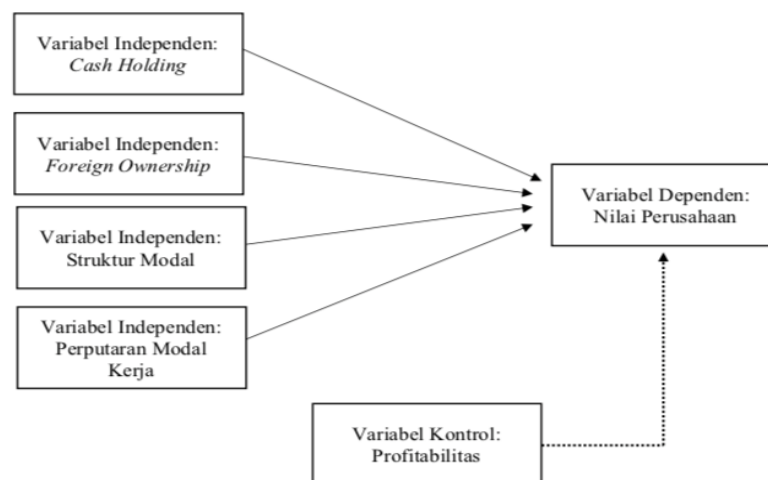 Variabel Independen:
Cash Holding
Variabel Independen:
Foreign Ownership
Variabel Independen:
Struktur Modal
Variabel Independen:
Perputaran Modal
Kerja
Variabel Dependen:
Nilai Perusahaan
Variabel Kontrol:
Profitabilitas